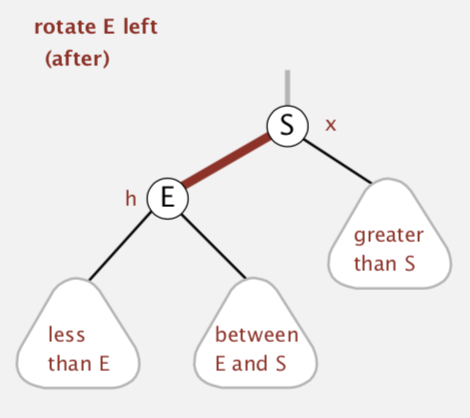 rotate E left
(after)
S
x
h
E
greater
than S
less
than E
between
E and S